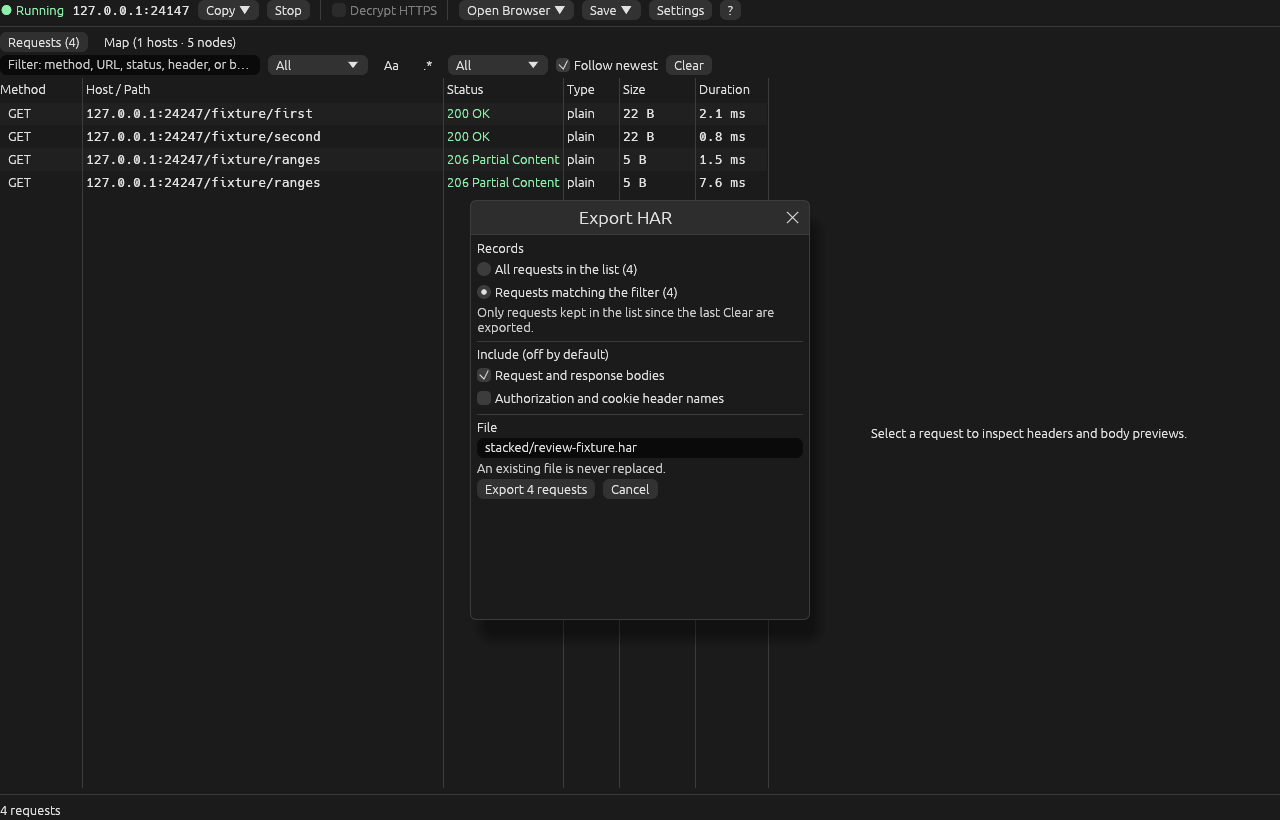 Running 127.0.0.1:24147 Copy Stop Decrypt HTTPS Open Browser Save Settings ?
Requests (4) Map (1 hosts · 5 nodes)
Filter: method, URL, status, header, or b... All Aa .* All Follow newest Clear
Method Host / Path Status Type Size Duration
GET 127.0.0.1:24247/fixture/first 200 OK plain 22 B 2.1 ms
GET 127.0.0.1:24247/fixture/second 200 OK plain 22 B 0.8 ms
GET 127.0.0.1:24247/fixture/ranges 206 Partial Content plain 5 B 1.5 ms
GET 127.0.0.1:24247/fixture/ranges 206 Partial Content plain 5 B 7.6 ms
Export HAR
Records
All requests in the list (4)
Requests matching the filter (4)
Only requests kept in the list since the last Clear are
exported.
Include (off by default)
Request and response bodies
Authorization and cookie header names
File
stacked/review-fixture.har
An existing file is never replaced.
Export 4 requests Cancel
Select a request to inspect headers and body previews.
4 requests